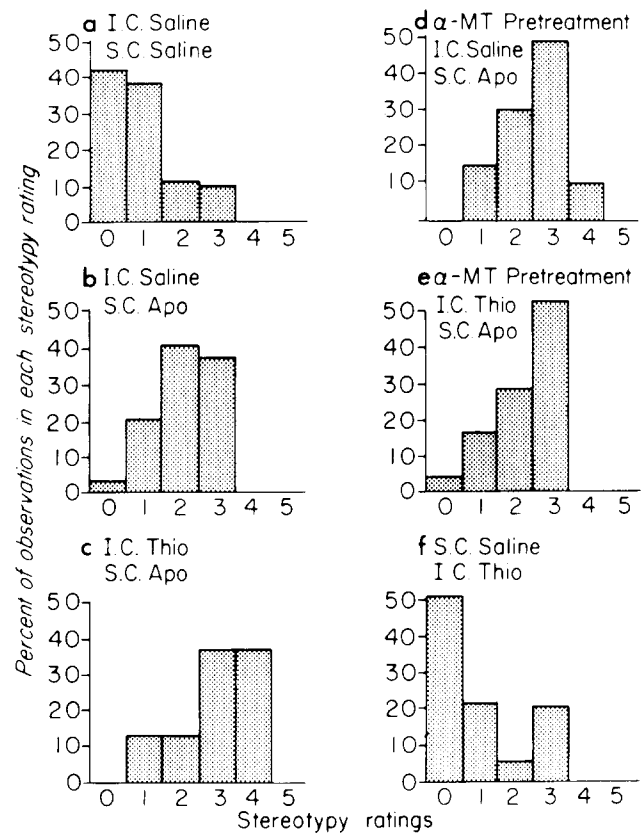 Percent of observations in each stereotypy rating
a I.C. Saline
S.C. Saline
50
40
30
20
10
0
0 1 2 3 4 5
b I.C. Saline
S.C. Apo
50
40
30
20
10
0
0 1 2 3 4 5
c I.C. Thio
S.C. Apo
50
40
30
20
10
0
0 1 2 3 4 5
d α-MT Pretreatment
I.C. Saline
S.C. Apo
50
40
30
20
10
0 1 2 3 4 5
e α-MT Pretreatment
I.C. Thio
S.C. Apo
50
40
30
20
10
0
0 1 2 3 4 5
f S.C. Saline
I.C. Thio
50
40
30
20
10
0
0 1 2 3 4 5
Stereotypy ratings